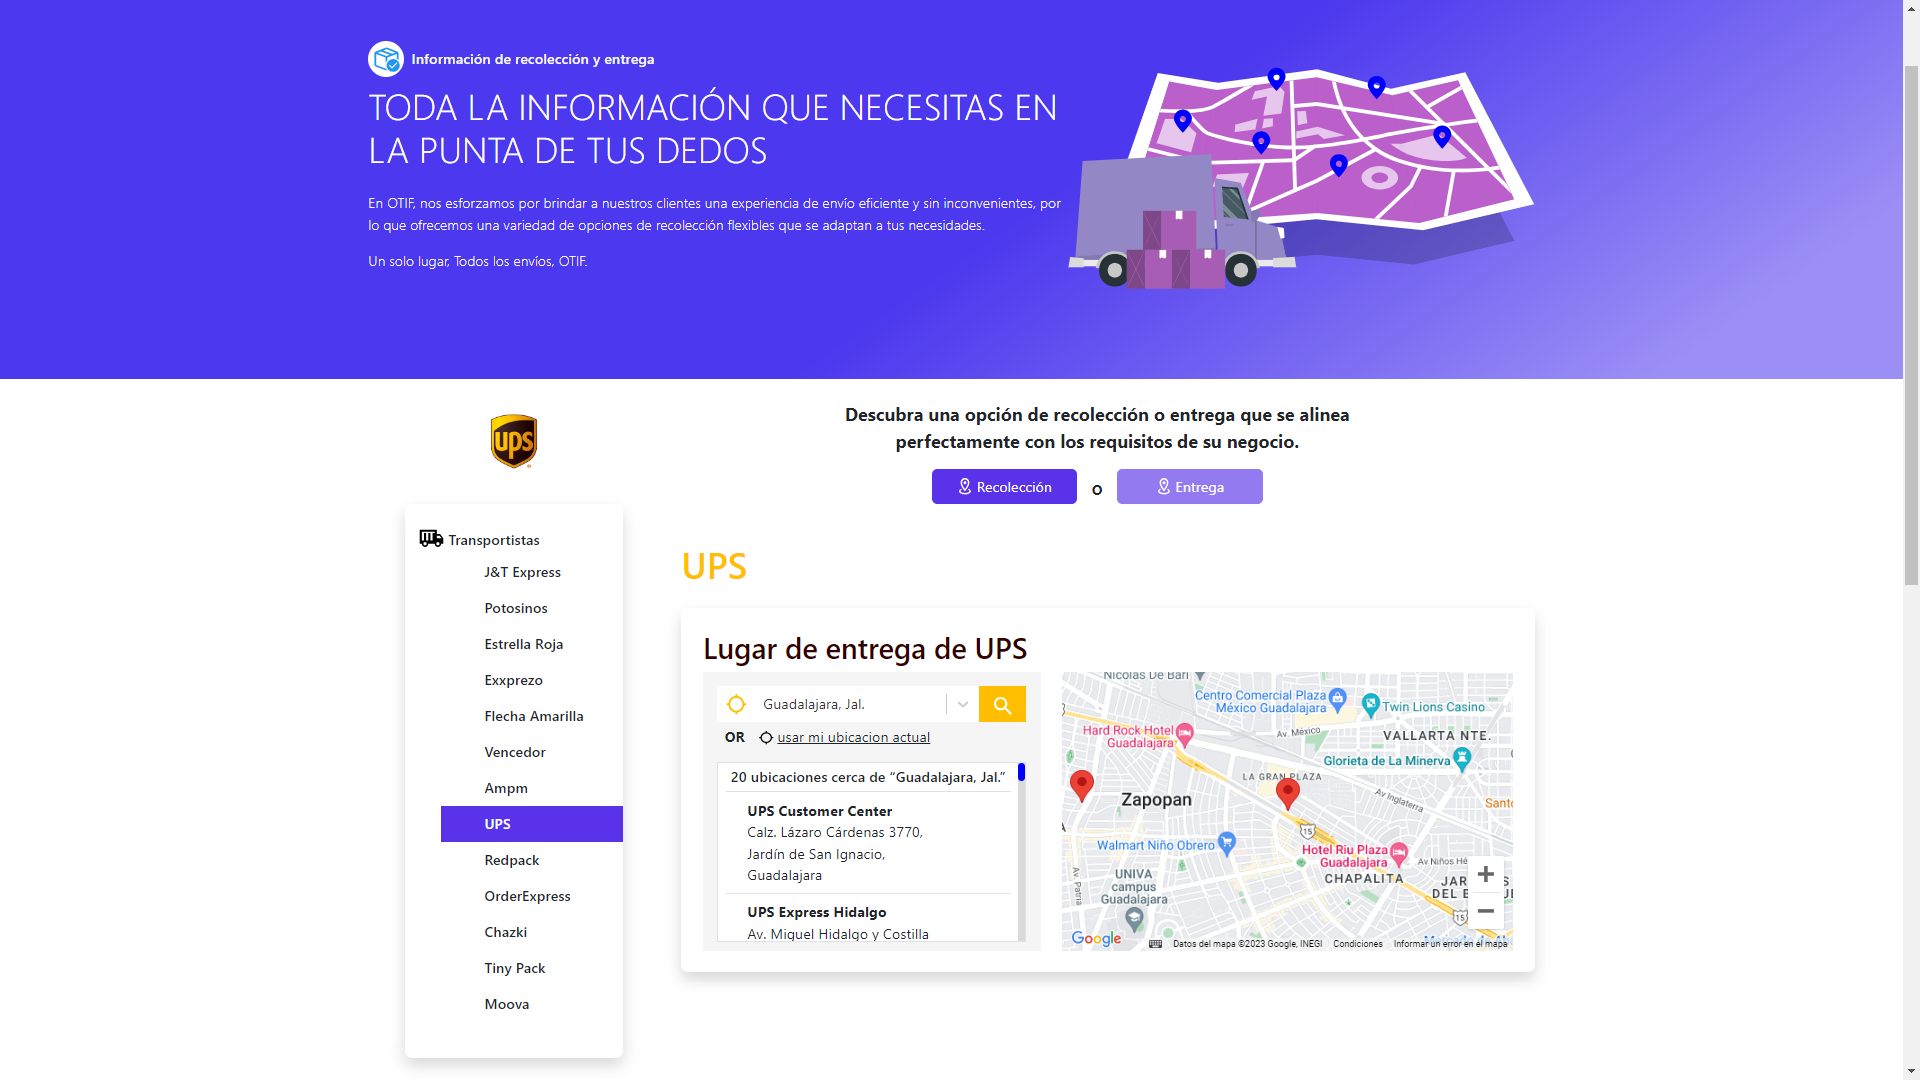 Información de recolección y entrega
TODA LA INFORMACIÓN QUE NECESITAS EN
LA PUNTA DE TUS DEDOS
En OTIF, nos esforzamos por brindar a nuestros clientes una experiencia de envío eficiente y sin inconvenientes, por
lo que ofrecemos una variedad de opciones de recolección flexibles que se adaptan a tus necesidades.
Un solo lugar, Todos los envíos, OTIF.
ups
Descubra una opción de recolección o entrega que se alinea
perfectamente con los requisitos de su negocio.
Recolección o Entrega
Transportistas
J&T Express
Potosinos
Estrella Roja
Exxprezo
Flecha Amarilla
Vencedor
Ampm
UPS
Redpack
OrderExpress
Chazki
Tiny Pack
Moova
UPS
Lugar de entrega de UPS
Guadalajara, Jal.
OR usar mi ubicacion actual
20 ubicaciones cerca de “Guadalajara, Jal.”
UPS Customer Center
Calz. Lázaro Cárdenas 3770,
Jardín de San Ignacio,
Guadalajara
UPS Express Hidalgo
Av. Miguel Hidalgo y Costilla
Nicolás De Bari
Centro Comercial Plaza
México Guadalajara
Twin Lions Casino
Hard Rock Hotel
Guadalajara
Av. México
VALLARTA NTE.
Glorieta de La Minerva
LA GRAN PLAZA
Zapopan
Av Inglaterra
Santo
15
Walmart Niño Obrero
Hotel Riu Plaza
Guadalajara
Av Niños Hé
CHAPALITA
Av. Patria
UNIVA
campus
Guadalajara
JAR
DEL
15
Google
Datos del mapa ©2023 Google, INEGI
Condiciones
Informar un error en el mapa